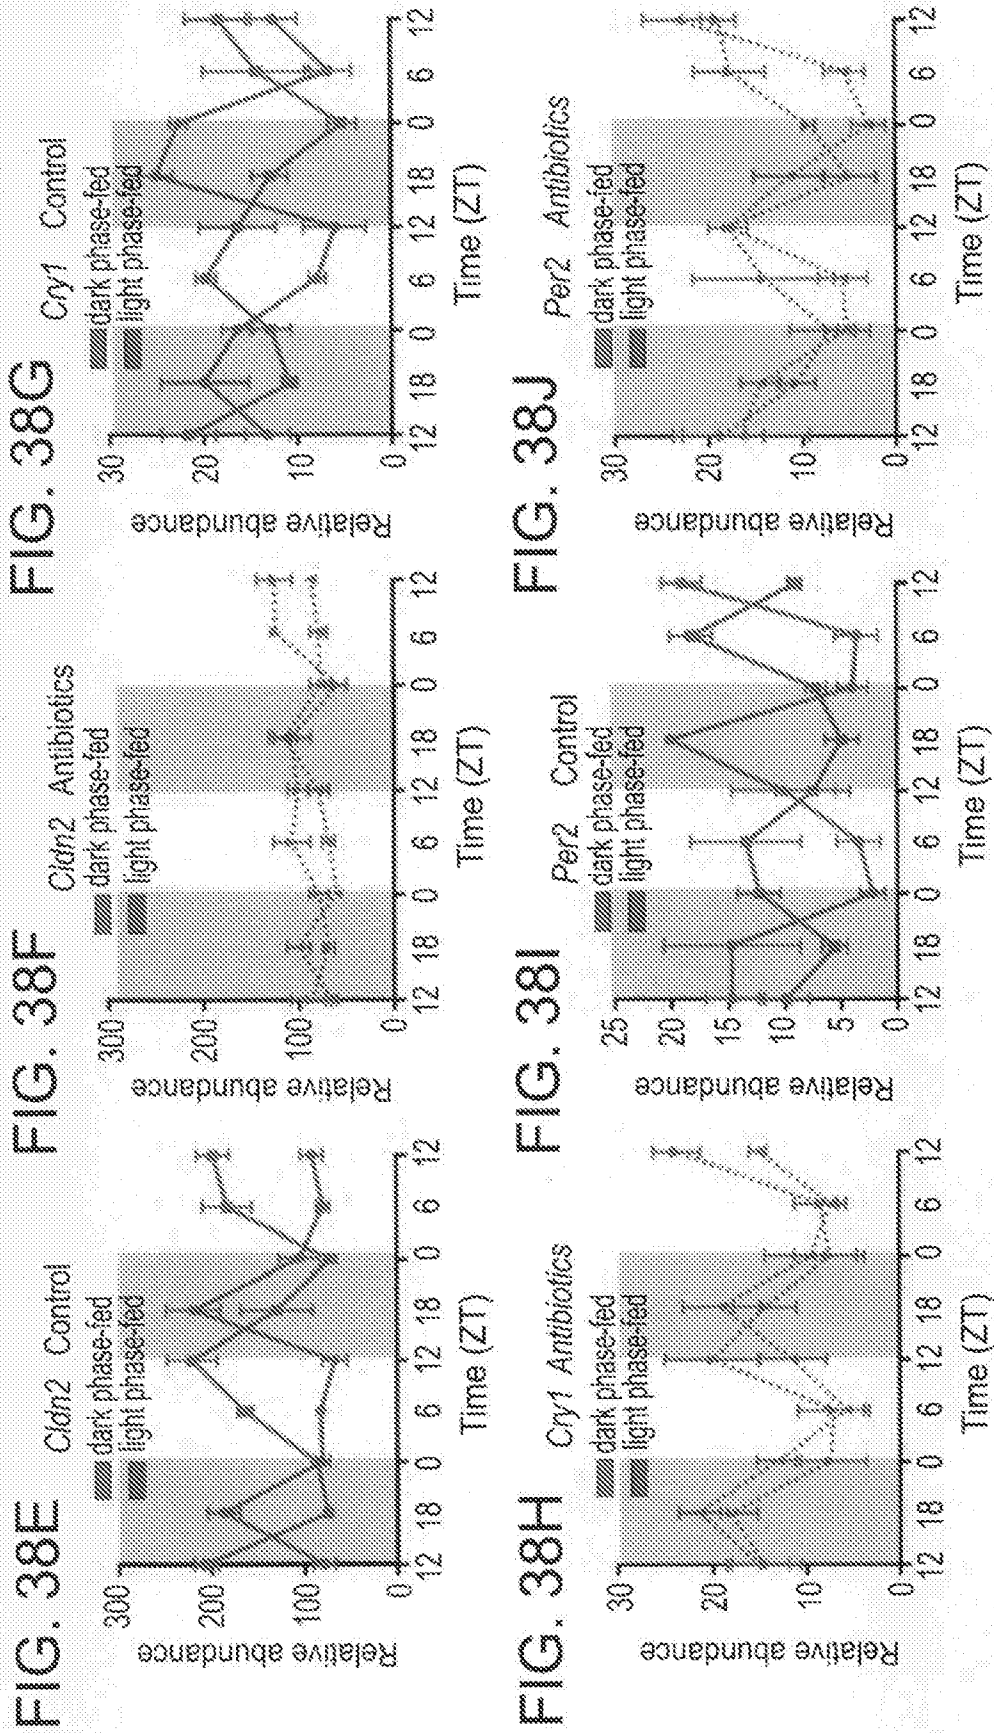 FIG. 38E
Cldn2 Control
dark phase-fed
light phase-fed
Relative abundance
300
200
100
0
12 18 0 6 12 18 0 6 12
Time (ZT)
FIG. 38F
Cldn2 Antibiotics
dark phase-fed
light phase-fed
Relative abundance
300
200
100
0
12 18 0 6 12 18 0 6 12
Time (ZT)
FIG. 38G
Cry1 Control
dark phase-fed
light phase-fed
Relative abundance
30
20
10
0
12 18 0 6 12 18 0 6 12
Time (ZT)
FIG. 38H
Cry1 Antibiotics
dark phase-fed
light phase-fed
Relative abundance
30
20
10
0
12 18 0 6 12 18 0 6 12
Time (ZT)
FIG. 38I
Per2 Control
dark phase-fed
light phase-fed
Relative abundance
25
20
15
10
5
0
12 18 0 6 12 18 0 6 12
Time (ZT)
FIG. 38J
Per2 Antibiotics
dark phase-fed
light phase-fed
Relative abundance
30
20
10
0
12 18 0 6 12 18 0 6 12
Time (ZT)